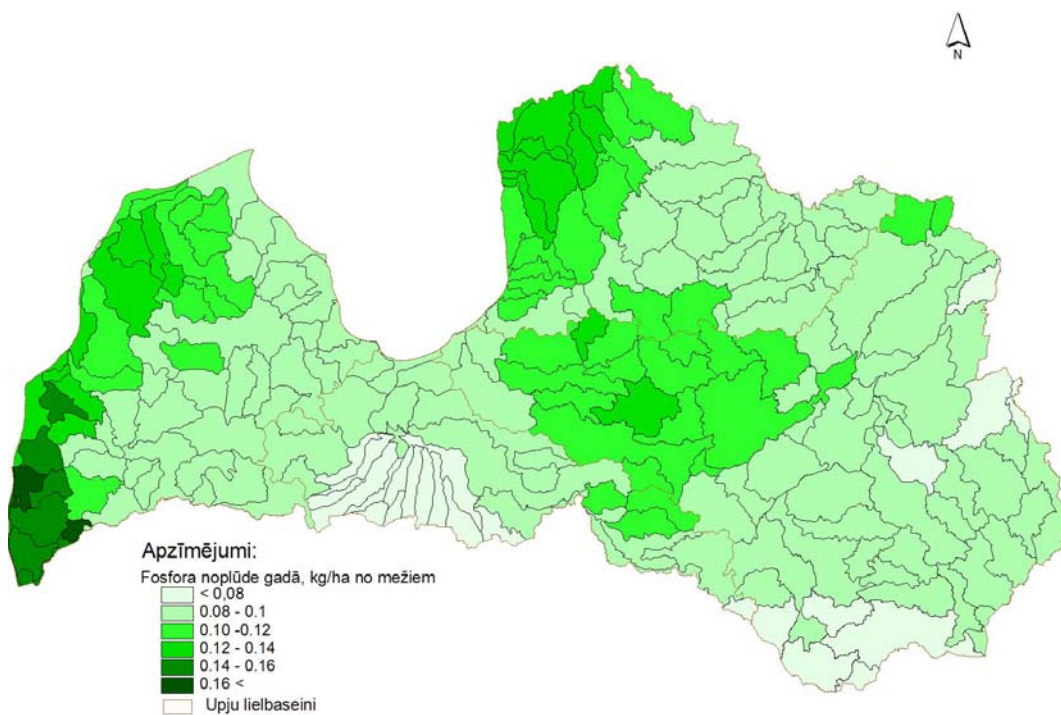 N
Apzīmējumi:
Fosfora noplūde gadā, kg/ha no mežiem
< 0,08
0.08 - 0.1
0.10 -0.12
0.12 - 0.14
0.14 - 0.16
0.16 <
Upju lielbaseini